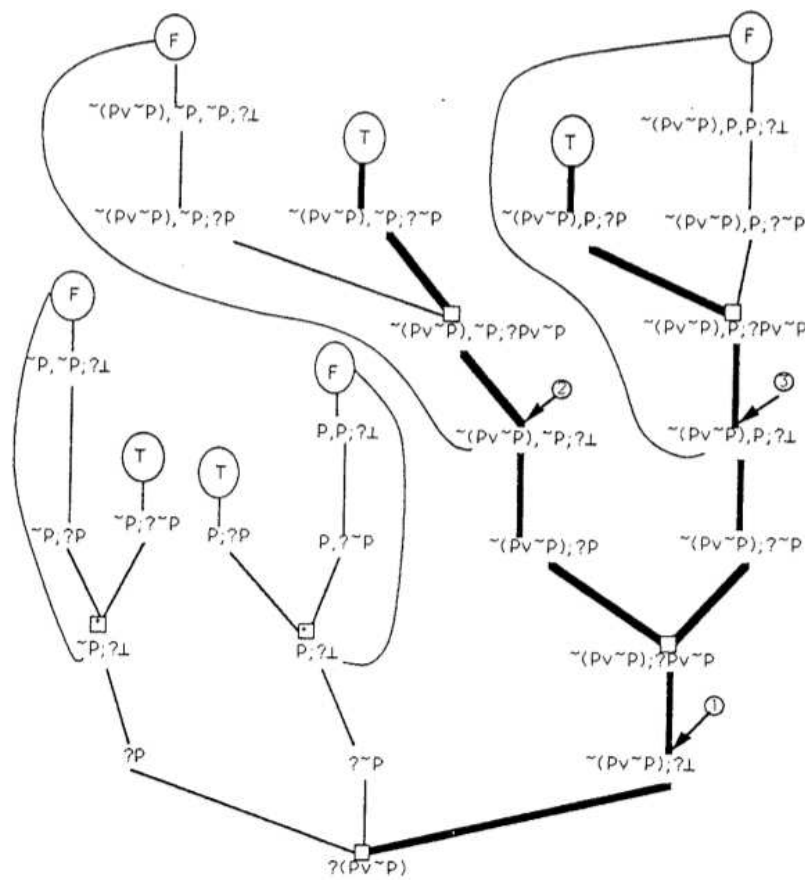 F F
~(Pv~P),~P,~P;?⊥ T T ~(Pv~P),P,P;?⊥
~(Pv~P),~P;?P ~(Pv~P),~P;?~P ~(Pv~P),P;?P ~(Pv~P),P;?~P
F ~(Pv~P),~P;?Pv~P ~(Pv~P),P;?Pv~P
~P,~P;?⊥ F ② ③
P,P;?⊥ ~(Pv~P),~P;?⊥ ~(Pv~P),P;?⊥
T T
~P,?P ~P;?~P P;?P P,?~P ~(Pv~P);?P ~(Pv~P);?~P
* *
~P;?⊥ P;?⊥ ~(Pv~P);?Pv~P
①
?P ?~P ~(Pv~P);?⊥
?(Pv~P)